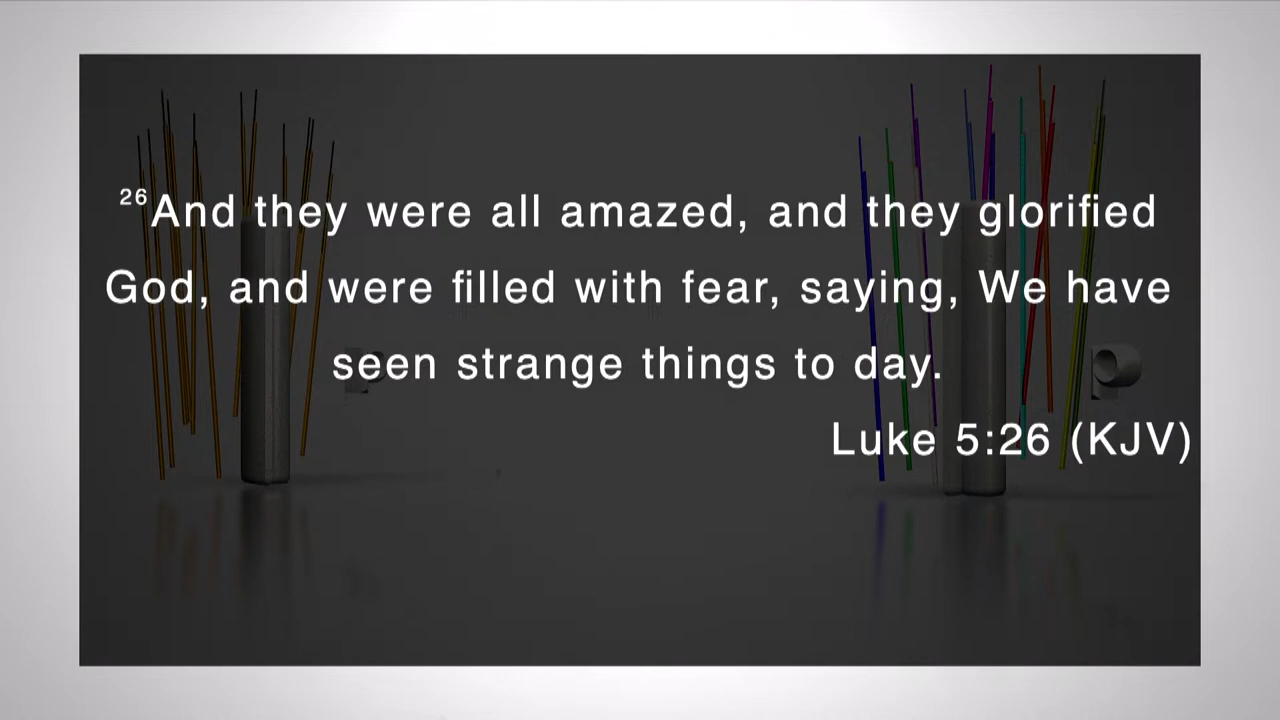 26And they were all amazed, and they glorified
God, and were filled with fear, saying, We have
seen strange things to day.
Luke 5:26 (KJV)